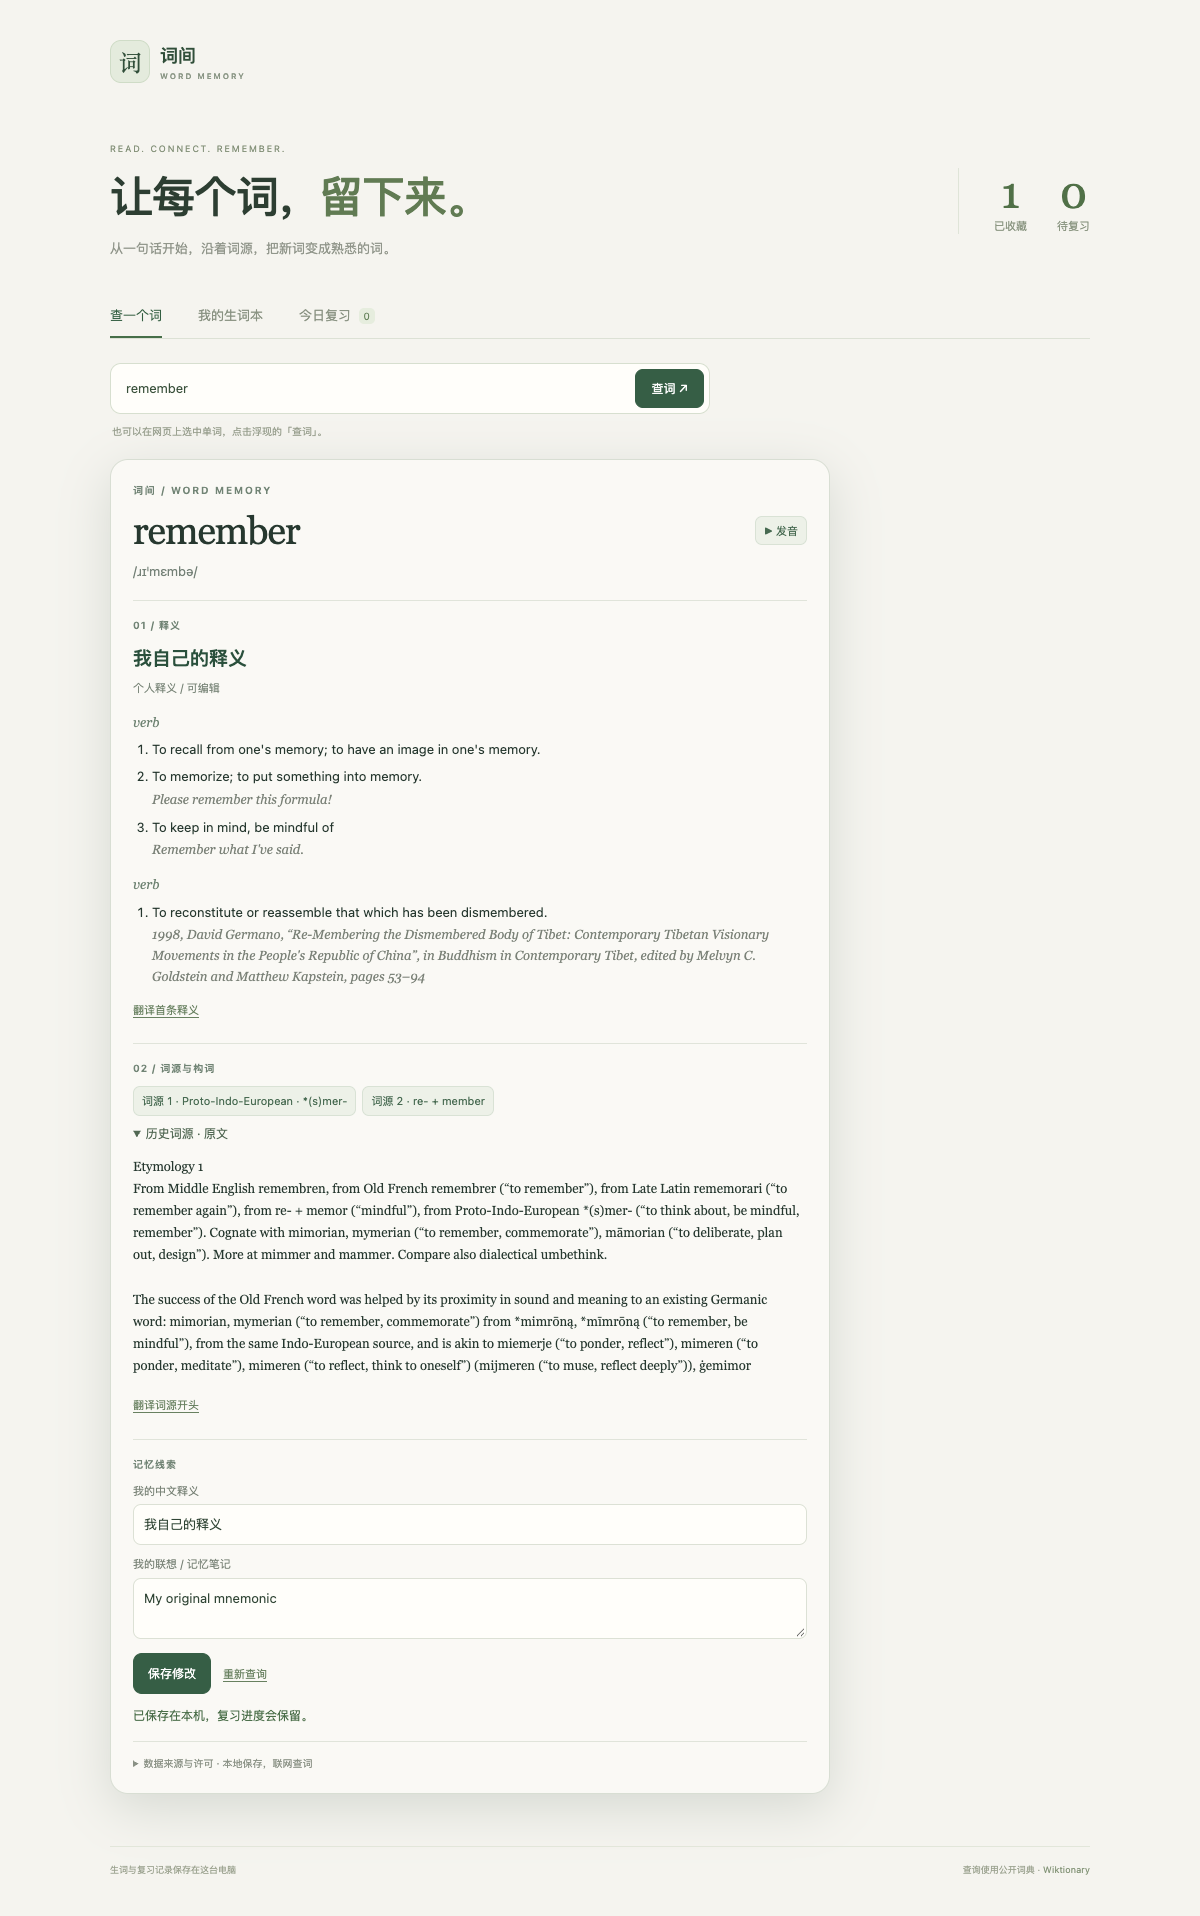 词
词间
WORD MEMORY
READ. CONNECT. REMEMBER.
让每个词，留下来。
从一句话开始，沿着词源，把新词变成熟悉的词。
1
已收藏
0
待复习
查一个词
我的生词本
今日复习 0
remember
查词 ↗
也可以在网页上选中单词，点击浮现的「查词」。
词间 / WORD MEMORY
remember
▶ 发音
/ɹɪˈmɛmbə/
01 / 释义
我自己的释义
个人释义 / 可编辑
verb
1. To recall from one's memory; to have an image in one's memory.
2. To memorize; to put something into memory.
Please remember this formula!
3. To keep in mind, be mindful of
Remember what I've said.
verb
1. To reconstitute or reassemble that which has been dismembered.
1998, David Germano, “Re-Membering the Dismembered Body of Tibet: Contemporary Tibetan Visionary
Movements in the People's Republic of China”, in Buddhism in Contemporary Tibet, edited by Melvyn C.
Goldstein and Matthew Kapstein, pages 53–94
翻译首条释义
02 / 词源与构词
词源 1 · Proto-Indo-European · *(s)mer-
词源 2 · re- + member
▼ 历史词源 · 原文
Etymology 1
From Middle English remembren, from Old French remembrer (“to remember”), from Late Latin rememorari (“to
remember again”), from re- + memor (“mindful”), from Proto-Indo-European *(s)mer- (“to think about, be mindful,
remember”). Cognate with mimorian, mymerian (“to remember, commemorate”), māmorian (“to deliberate, plan
out, design”). More at mimmer and mammer. Compare also dialectical umbethink.
The success of the Old French word was helped by its proximity in sound and meaning to an existing Germanic
word: mimorian, mymerian (“to remember, commemorate”) from *mimrōną, *mīmrōną (“to remember, be
mindful”), from the same Indo-European source, and is akin to miemerje (“to ponder, reflect”), mimeren (“to
ponder, meditate”), mimeren (“to reflect, think to oneself”) (mijmeren (“to muse, reflect deeply”)), ġemimor
翻译词源开头
记忆线索
我的中文释义
我自己的释义
我的联想 / 记忆笔记
My original mnemonic
保存修改
重新查询
已保存在本机，复习进度会保留。
▶ 数据来源与许可 · 本地保存，联网查词
生词与复习记录保存在这台电脑
查询使用公开词典 · Wiktionary